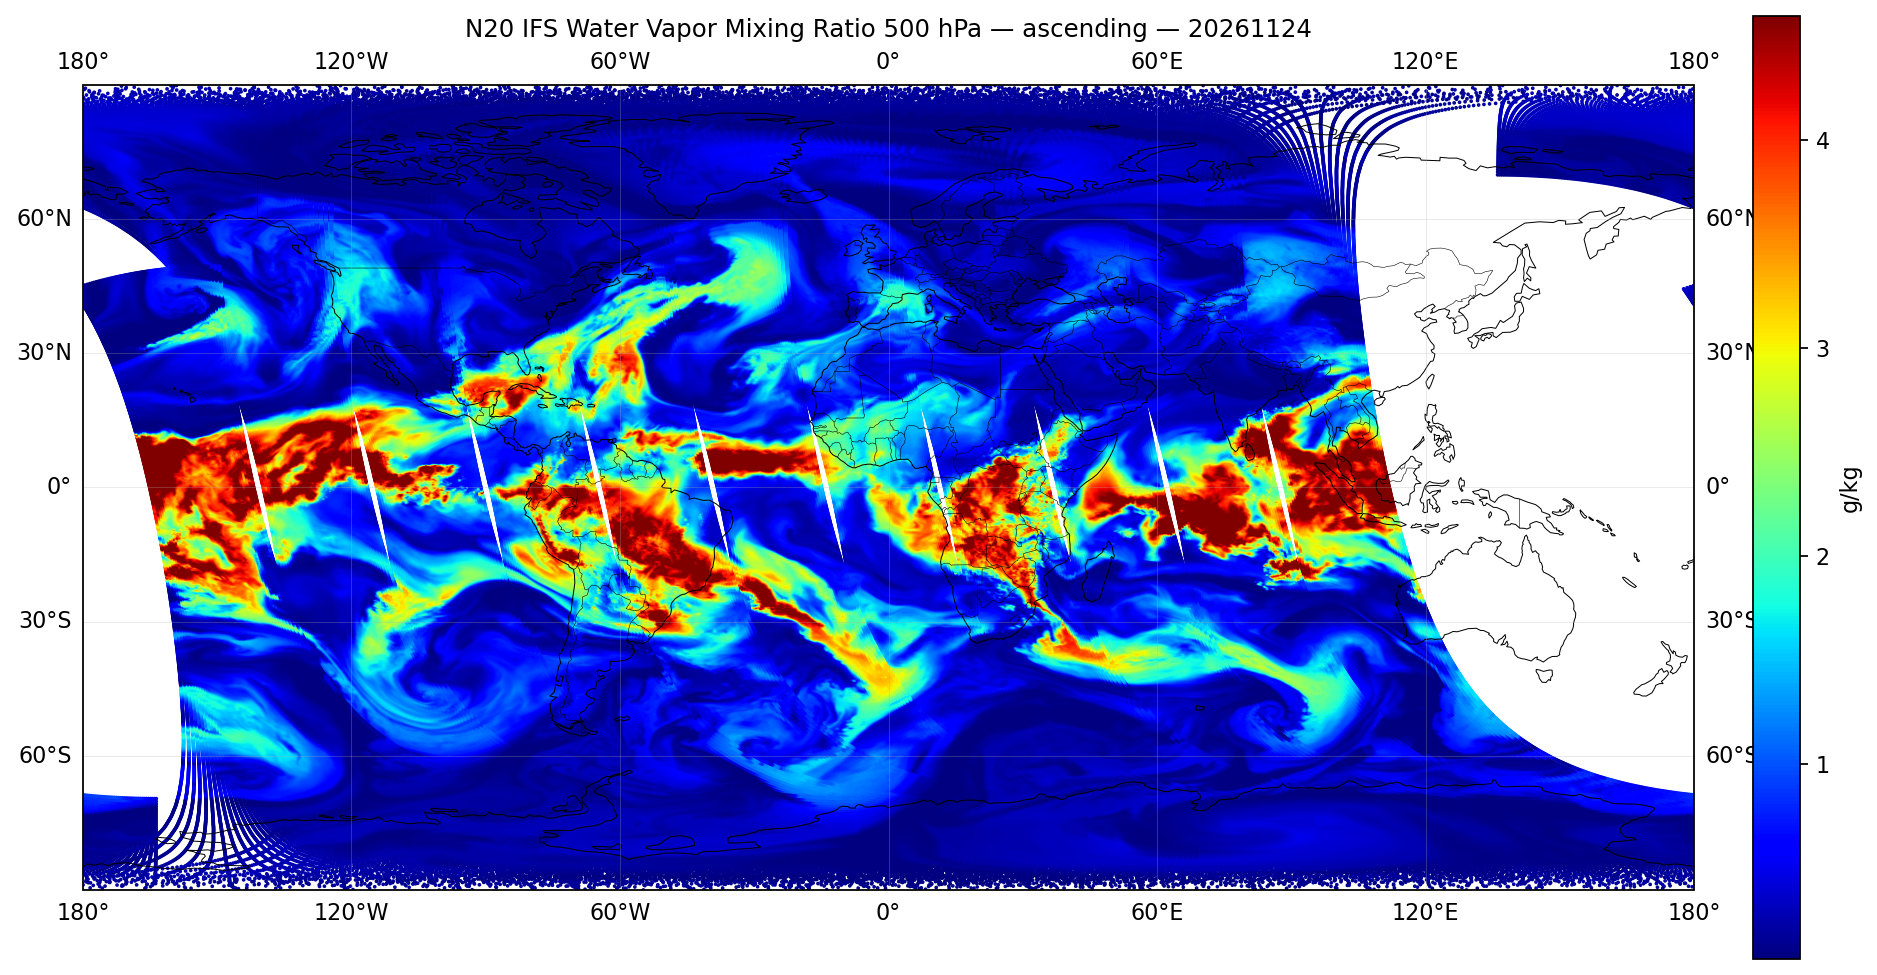 N20 IFS Water Vapor Mixing Ratio 500 hPa — ascending — 20261124
180° 120°W 60°W 0° 60°E 120°E 180°
60°N 60°N
30°N 30°N
0° 0°
30°S 30°S
60°S 60°S
180° 120°W 60°W 0° 60°E 120°E 180°
4
3
2
1
g/kg